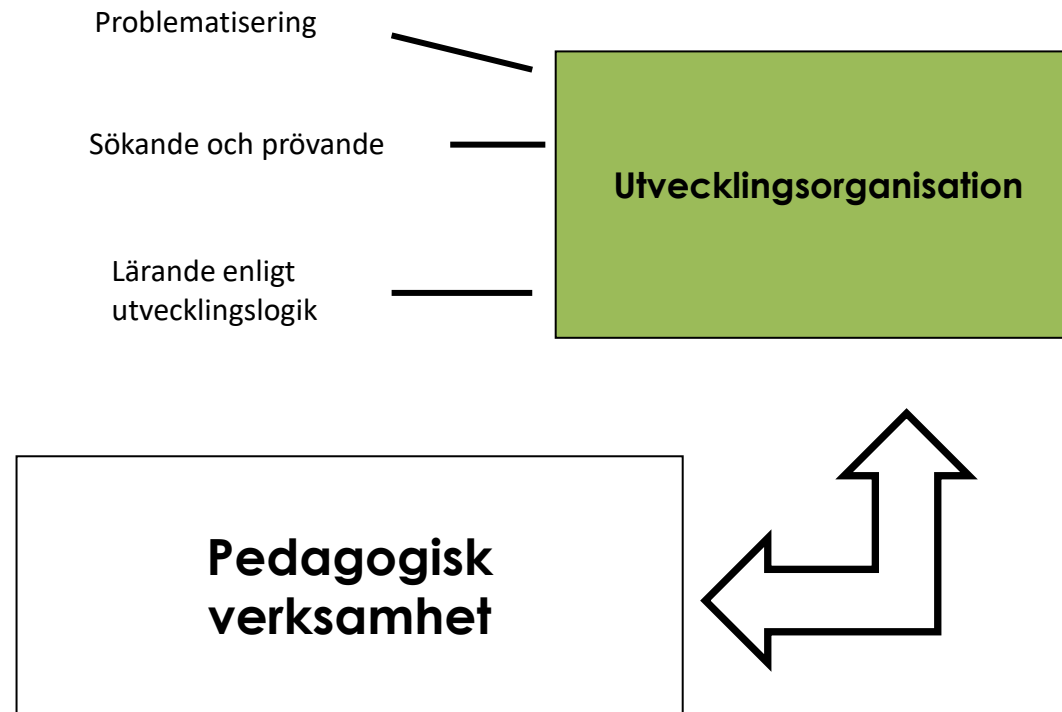 Problematisering
Sökande och prövande
Utvecklingsorganisation
Lärande enligt
utvecklingslogik
Pedagogisk
verksamhet